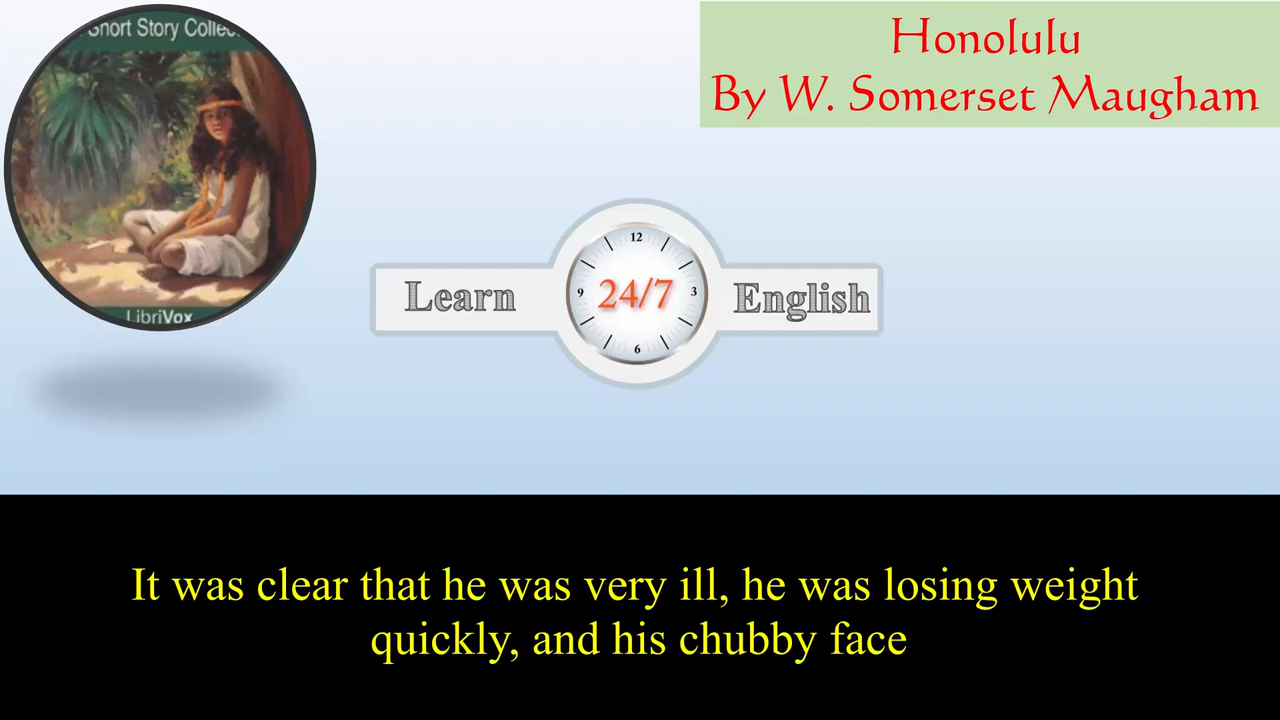 Short Story Collec
LibriVox
Honolulu
By W. Somerset Maugham
Learn
12
9
24/7
3
6
English
It was clear that he was very ill, he was losing weight
quickly, and his chubby face